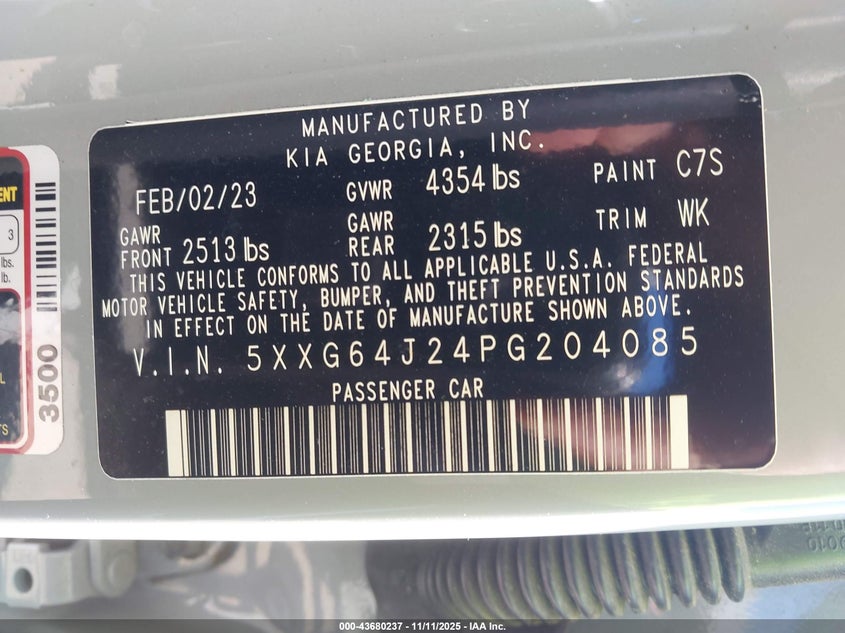 MANUFACTURED BY
KIA GEORGIA, INC.
FEB/02/23 GVWR 4354 lbs PAINT C7S
GAWR FRONT 2513 lbs GAWR REAR 2315 lbs TRIM WK
THIS VEHICLE CONFORMS TO ALL APPLICABLE U.S.A. FEDERAL
MOTOR VEHICLE SAFETY, BUMPER, AND THEFT PREVENTION STANDARDS
IN EFFECT ON THE DATE OF MANUFACTURE SHOWN ABOVE.
V.I.N. 5XXG64J24PG204085
PASSENGER CAR
3
lbs.
lb.
3500
000-43680237 - 11/11/2025 - IAA Inc.